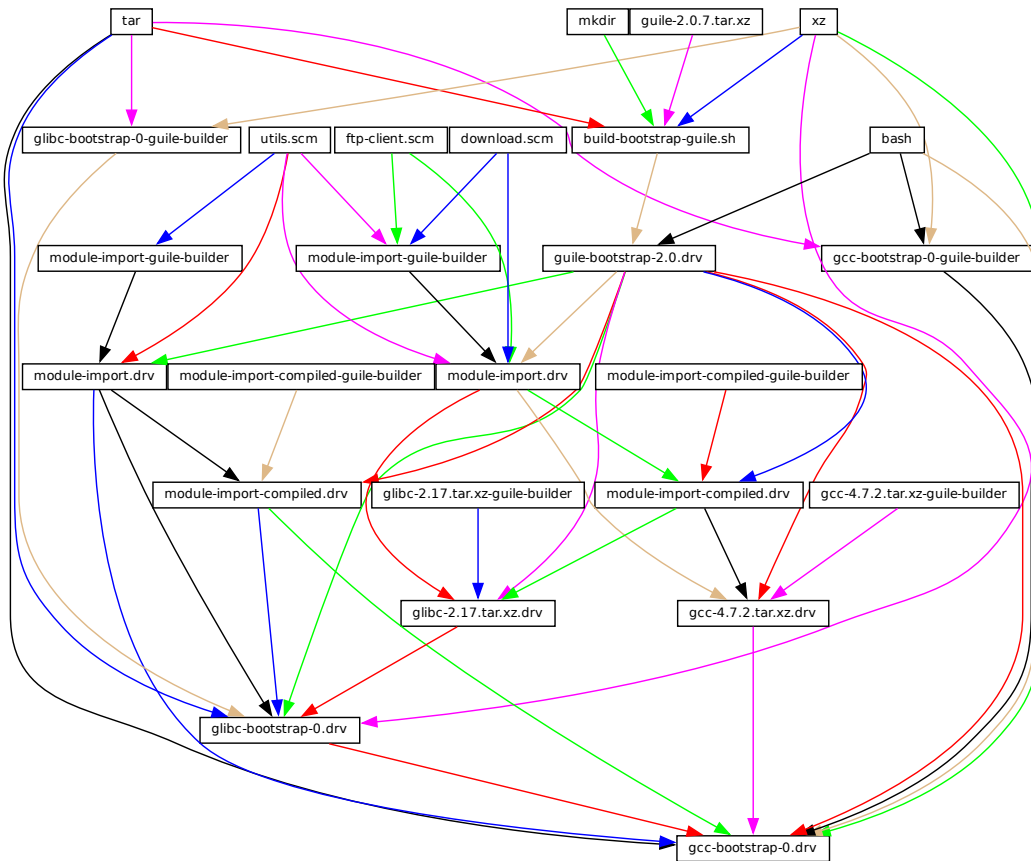 tar
mkdir
guile-2.0.7.tar.xz
xz
glibc-bootstrap-0-guile-builder
utils.scm
ftp-client.scm
download.scm
build-bootstrap-guile.sh
bash
module-import-guile-builder
module-import-guile-builder
guile-bootstrap-2.0.drv
gcc-bootstrap-0-guile-builder
module-import.drv
module-import-compiled-guile-builder
module-import.drv
module-import-compiled-guile-builder
module-import-compiled.drv
glibc-2.17.tar.xz-guile-builder
module-import-compiled.drv
gcc-4.7.2.tar.xz-guile-builder
glibc-2.17.tar.xz.drv
gcc-4.7.2.tar.xz.drv
glibc-bootstrap-0.drv
gcc-bootstrap-0.drv